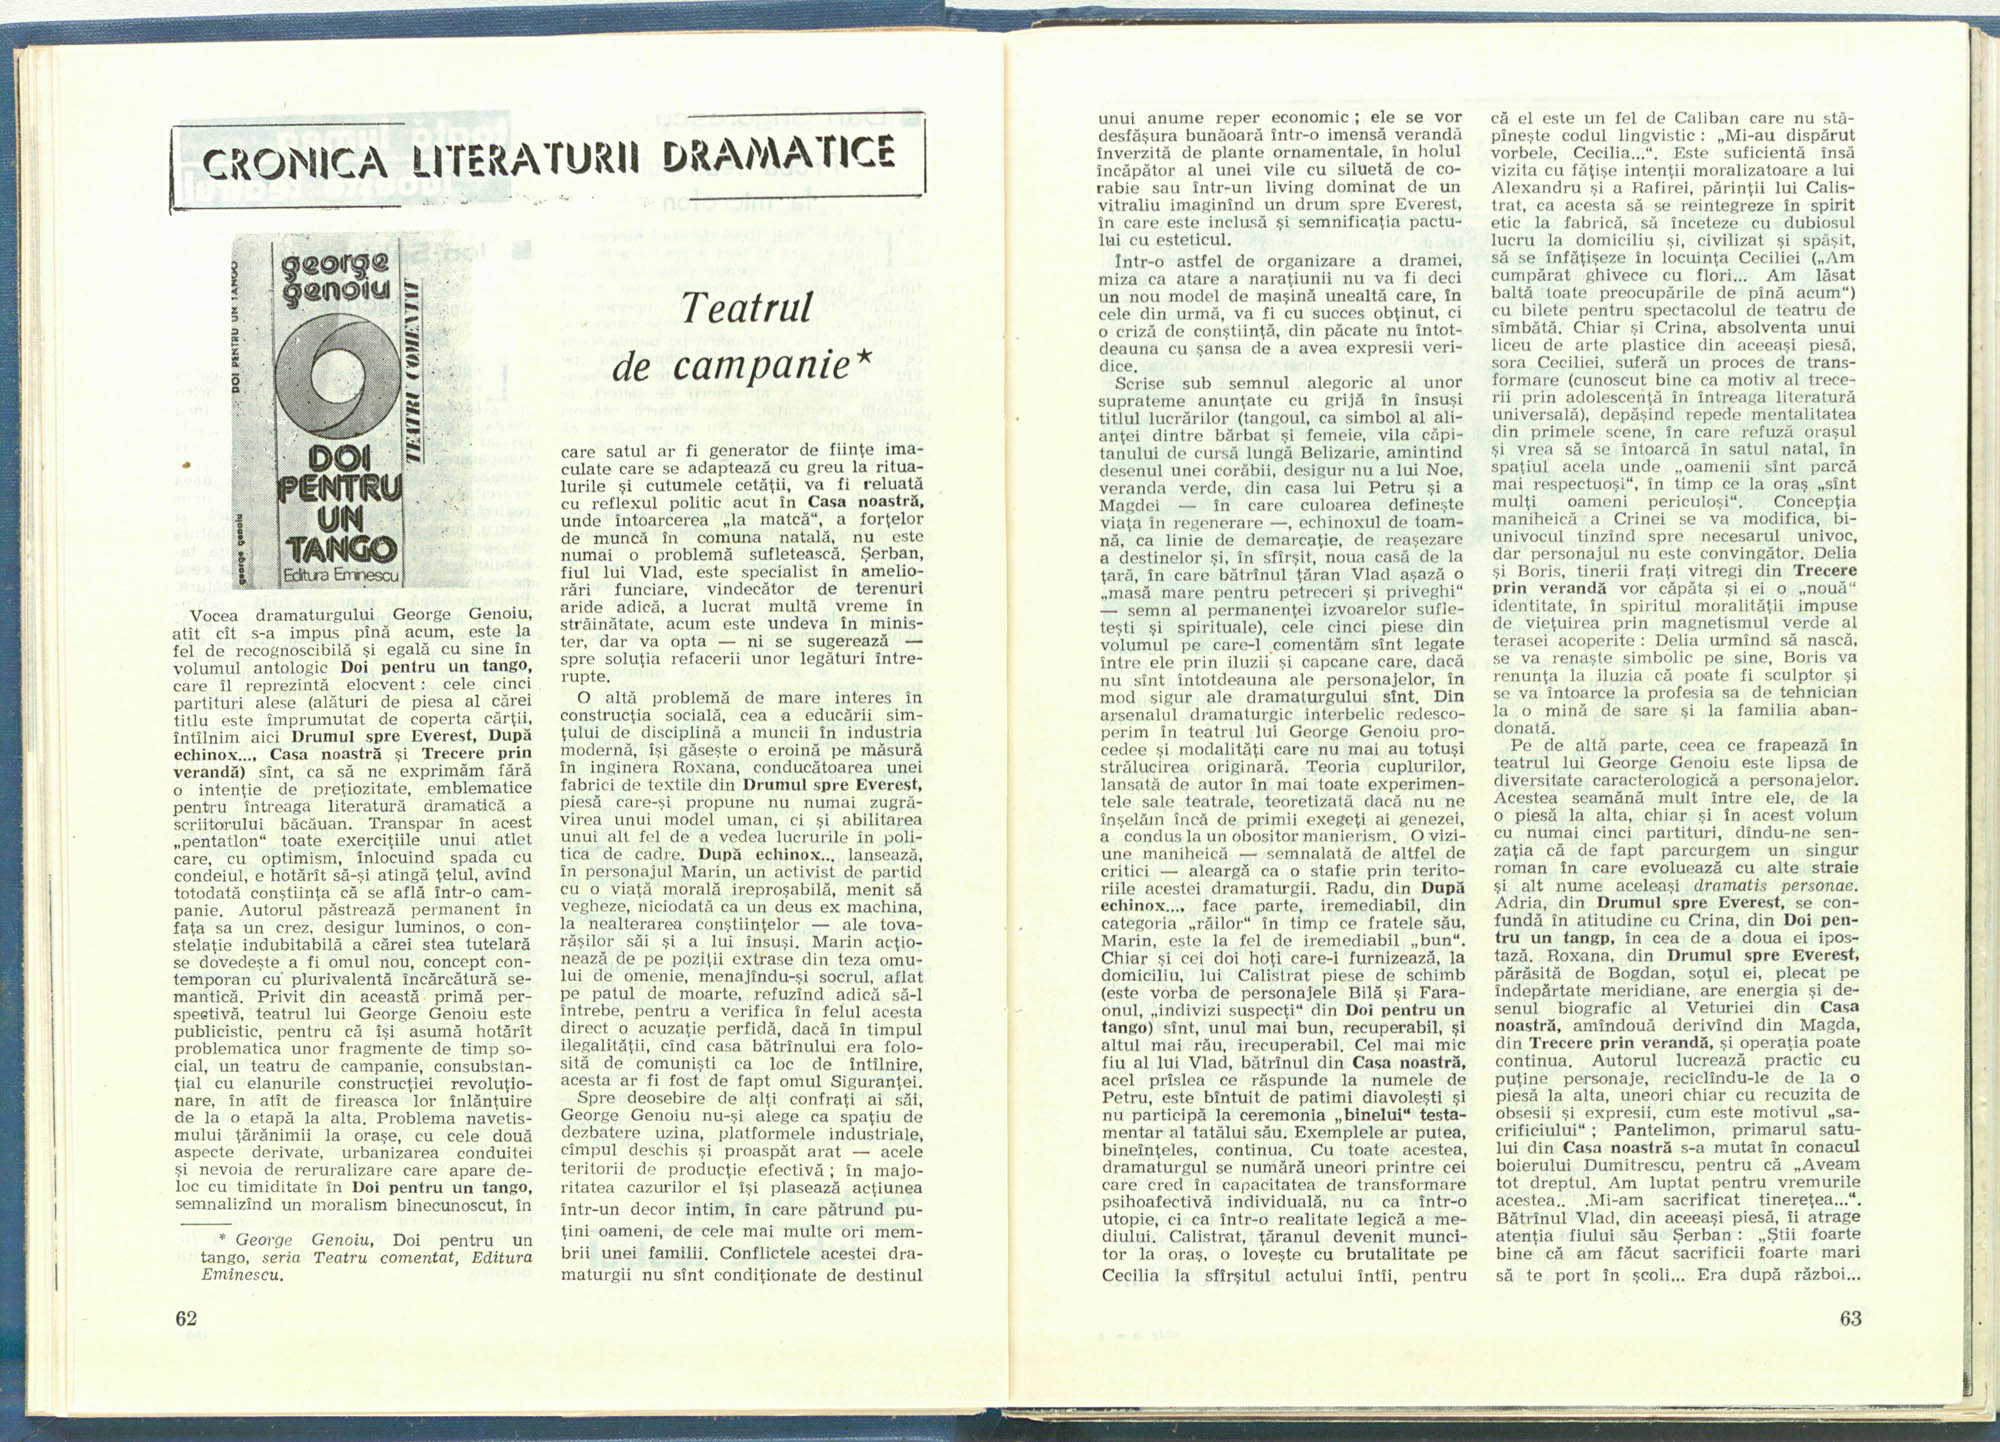 CRONICA LITERATURII DRAMATICE
DOI PENTRU UN TANGO
george genoiu
george
genoiu
TEATRU COMENTAT
DOI
PENTRU
UN
TANGO
Editura Eminescu
Teatrul
de campanie*
Vocea dramaturgului George Genoiu,
atît cît s-a impus pînă acum, este la
fel de recognoscibilă și egală cu sine în
volumul antologic Doi pentru un tango,
care îl reprezintă elocvent : cele cinci
partituri alese (alături de piesa al cărei
titlu este împrumutat de coperta cărții,
întîlnim aici Drumul spre Everest, După
echinox..., Casa noastră și Trecere prin
verandă) sînt, ca să ne exprimăm fără
o intenție de prețiozitate, emblematice
pentru întreaga literatură dramatică a
scriitorului băcăuan. Transpar în acest
„pentatlon“ toate exercițiile unui atlet
care, cu optimism, înlocuind spada cu
condeiul, e hotărît să-și atingă țelul, avînd
totodată conștiința că se află într-o cam-
panie. Autorul păstrează permanent în
fața sa un crez, desigur luminos, o con-
stelație indubitabilă a cărei stea tutelară
se dovedește a fi omul nou, concept con-
temporan cu plurivalentă încărcătură se-
mantică. Privit din această primă per-
spectivă, teatrul lui George Genoiu este
publicistic, pentru că își asumă hotărît
problematica unor fragmente de timp so-
cial, un teatru de campanie, consubstan-
țial cu elanurile construcției revoluțio-
nare, în atît de fireasca lor înlănțuire
de la o etapă la alta. Problema navetis-
mului țărănimii la orașe, cu cele două
aspecte derivate, urbanizarea conduitei
și nevoia de reruralizare care apare de-
loc cu timiditate în Doi pentru un tango,
semnalizînd un moralism binecunoscut, în
* George Genoiu, Doi pentru un
tango, seria Teatru comentat, Editura
Eminescu.
62
care satul ar fi generator de ființe ima-
culate care se adaptează cu greu la ritua-
lurile și cutumele cetății, va fi reluată
cu reflexul politic acut în Casa noastră,
unde întoarcerea „la matcă“, a forțelor
de muncă în comuna natală, nu este
numai o problemă sufletească. Șerban,
fiul lui Vlad, este specialist în amelio-
rări funciare, vindecător de terenuri
aride adică, a lucrat multă vreme în
străinătate, acum este undeva în minis-
ter, dar va opta — ni se sugerează —
spre soluția refacerii unor legături între-
rupte.
O altă problemă de mare interes în
construcția socială, cea a educării sim-
țului de disciplină a muncii în industria
modernă, își găsește o eroină pe măsură
în inginera Roxana, conducătoarea unei
fabrici de textile din Drumul spre Everest,
piesă care-și propune nu numai zugră-
virea unui model uman, ci și abilitarea
unui alt fel de a vedea lucrurile în poli-
tica de cadre. După echinox... lansează,
în personajul Marin, un activist de partid
cu o viață morală ireproșabilă, menit să
vegheze, niciodată ca un deus ex machina,
la nealterarea conștiințelor — ale tova-
rășilor săi și a lui însuși. Marin acțio-
nează de pe poziții extrase din teza omu-
lui de omenie, menajîndu-și socrul, aflat
pe patul de moarte, refuzînd adică să-l
întrebe, pentru a verifica în felul acesta
direct o acuzație perfidă, dacă în timpul
ilegalității, cînd casa bătrînului era folo-
sită de comuniști ca loc de întîlnire,
acesta ar fi fost de fapt omul Siguranței.
Spre deosebire de alți confrați ai săi,
George Genoiu nu-și alege ca spațiu de
dezbatere uzina, platformele industriale,
cîmpul deschis și proaspăt arat — acele
teritorii de producție efectivă ; în majo-
ritatea cazurilor el își plasează acțiunea
într-un decor intim, în care pătrund pu-
țini oameni, de cele mai multe ori mem-
brii unei familii. Conflictele acestei dra-
maturgii nu sînt condiționate de destinul
unui anume reper economic ; ele se vor
desfășura bunăoară într-o imensă verandă
înverzită de plante ornamentale, în holul
încăpător al unei vile cu siluetă de co-
rabie sau într-un living dominat de un
vitraliu imaginînd un drum spre Everest,
în care este inclusă și semnificația pactu-
lui cu esteticul.
Într-o astfel de organizare a dramei,
miza ca atare a narațiunii nu va fi deci
un nou model de mașină unealtă care, în
cele din urmă, va fi cu succes obținut, ci
o criză de conștiință, din păcate nu întot-
deauna cu șansa de a avea expresii veri-
dice.
Scrise sub semnul alegoric al unor
suprateme anunțate cu grijă în însuși
titlul lucrărilor (tangoul, ca simbol al ali-
anței dintre bărbat și femeie, vila căpi-
tanului de cursă lungă Belizarie, amintind
desenul unei corăbii, desigur nu a lui Noe,
veranda verde, din casa lui Petru și a
Magdei — în care culoarea definește
viața în regenerare —, echinoxul de toam-
nă, ca linie de demarcație, de reașezare
a destinelor și, în sfîrșit, noua casă de la
țară, în care bătrînul țăran Vlad așază o
„masă mare pentru petreceri și priveghi“
— semn al permanenței izvoarelor sufle-
tești și spirituale), cele cinci piese din
volumul pe care-l comentăm sînt legate
între ele prin iluzii și capcane care, dacă
nu sînt întotdeauna ale personajelor, în
mod sigur ale dramaturgului sînt. Din
arsenalul dramaturgic interbelic redesco-
perim în teatrul lui George Genoiu pro-
cedee și modalități care nu mai au totuși
strălucirea originară. Teoria cuplurilor,
lansată de autor în mai toate experimen-
tele sale teatrale, teoretizată dacă nu ne
înșelăm încă de primii exegeți ai genezei,
a condus la un obositor manierism. O vizi-
une maniheică — semnalată de altfel de
critici — aleargă ca o stafie prin terito-
riile acestei dramaturgii. Radu, din După
echinox..., face parte, iremediabil, din
categoria „răilor“ în timp ce fratele său,
Marin, este la fel de iremediabil „bun“.
Chiar și cei doi hoți care-i furnizează, la
domiciliu, lui Calistrat piese de schimb
(este vorba de personajele Bilă și Fara-
onul, „indivizi suspecți“ din Doi pentru un
tango) sînt, unul mai bun, recuperabil, și
altul mai rău, irecuperabil. Cel mai mic
fiu al lui Vlad, bătrînul din Casa noastră,
acel prîslea ce răspunde la numele de
Petru, este bîntuit de patimi diavolești și
nu participă la ceremonia „binelui“ testa-
mentar al tatălui său. Exemplele ar putea,
bineînțeles, continua. Cu toate acestea,
dramaturgul se numără uneori printre cei
care cred în capacitatea de transformare
psihoafectivă individuală, nu ca într-o
utopie, ci ca într-o realitate legică a me-
diului. Calistrat, țăranul devenit munci-
tor la oraș, o lovește cu brutalitate pe
Cecilia la sfîrșitul actului întîi, pentru
că el este un fel de Caliban care nu stă-
pînește codul lingvistic : „Mi-au dispărut
vorbele, Cecilia...“. Este suficientă însă
vizita cu fățișe intenții moralizatoare a lui
Alexandru și a Rafirei, părinții lui Calis-
trat, ca acesta să se reintegreze în spirit
etic la fabrică, să înceteze cu dubiosul
lucru la domiciliu și, civilizat și spășit,
să se înfățișeze în locuința Ceciliei („Am
cumpărat ghivece cu flori... Am lăsat
baltă toate preocupările de pînă acum“)
cu bilete pentru spectacolul de teatru de
sîmbătă. Chiar și Crina, absolventa unui
liceu de arte plastice din aceeași piesă,
sora Ceciliei, suferă un proces de trans-
formare (cunoscut bine ca motiv al trece-
rii prin adolescență în întreaga literatură
universală), depășind repede mentalitatea
din primele scene, în care refuză orașul
și vrea să se întoarcă în satul natal, în
spațiul acela unde „oamenii sînt parcă
mai respectuoși“, în timp ce la oraș „sînt
mulți oameni periculoși“. Concepția
maniheică a Crinei se va modifica, bi-
univocul tinzînd spre necesarul univoc,
dar personajul nu este convingător. Delia
și Boris, tinerii frați vitregi din Trecere
prin verandă vor căpăta și ei o „nouă“
identitate, în spiritul moralității impuse
de viețuirea prin magnetismul verde al
terasei acoperite : Delia urmînd să nască,
se va renaște simbolic pe sine, Boris va
renunța la iluzia că poate fi sculptor și
se va întoarce la profesia sa de tehnician
la o mină de sare și la familia aban-
donată.
Pe de altă parte, ceea ce frapează în
teatrul lui George Genoiu este lipsa de
diversitate caracterologică a personajelor.
Acestea seamănă mult între ele, de la
o piesă la alta, chiar și în acest volum
cu numai cinci partituri, dîndu-ne sen-
zația că de fapt parcurgem un singur
roman în care evoluează cu alte straie
și alt nume aceleași dramatis personae.
Adria, din Drumul spre Everest, se con-
fundă în atitudine cu Crina, din Doi pen-
tru un tangp, în cea de a doua ei ipos-
tază. Roxana, din Drumul spre Everest,
părăsită de Bogdan, soțul ei, plecat pe
îndepărtate meridiane, are energia și de-
senul biografic al Veturiei din Casa
noastră, amîndouă derivînd din Magda,
din Trecere prin verandă, și operația poate
continua. Autorul lucrează practic cu
puține personaje, reciclîndu-le de la o
piesă la alta, uneori chiar cu recuzita de
obsesii și expresii, cum este motivul „sa-
crificiului“ ; Pantelimon, primarul satu-
lui din Casa noastră s-a mutat în conacul
boierului Dumitrescu, pentru că „Aveam
tot dreptul. Am luptat pentru vremurile
acestea.. .Mi-am sacrificat tinerețea...“.
Bătrînul Vlad, din aceeași piesă, îi atrage
atenția fiului său Șerban : „Știi foarte
bine că am făcut sacrificii foarte mari
să te port în școli... Era după război...
63